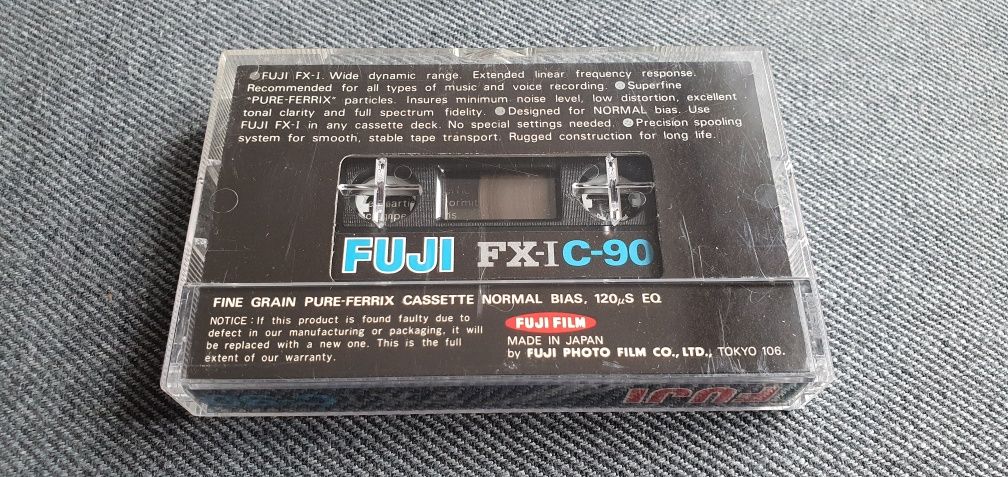 ●FUJI FX-I. Wide dynamic range. Extended linear frequency response.
Recommended for all types of music and voice recording. ●Superfine
"PURE-FERRIX" particles. Insures minimum noise level, low distortion, excellent
tonal clarity and full spectrum fidelity. ●Designed for NORMAL bias. Use
FUJI FX-I in any cassette deck. No special settings needed. ●Precision spooling
system for smooth, stable tape transport. Rugged construction for long life.
FUJI FX-I C-90
FINE GRAIN PURE-FERRIX CASSETTE NORMAL BIAS, 120μS EQ
NOTICE : If this product is found faulty due to
defect in our manufacturing or packaging, it will
be replaced with a new one. This is the full
extent of our warranty.
FUJI FILM
MADE IN JAPAN
by FUJI PHOTO FILM CO., LTD., TOKYO 106.
FUJI